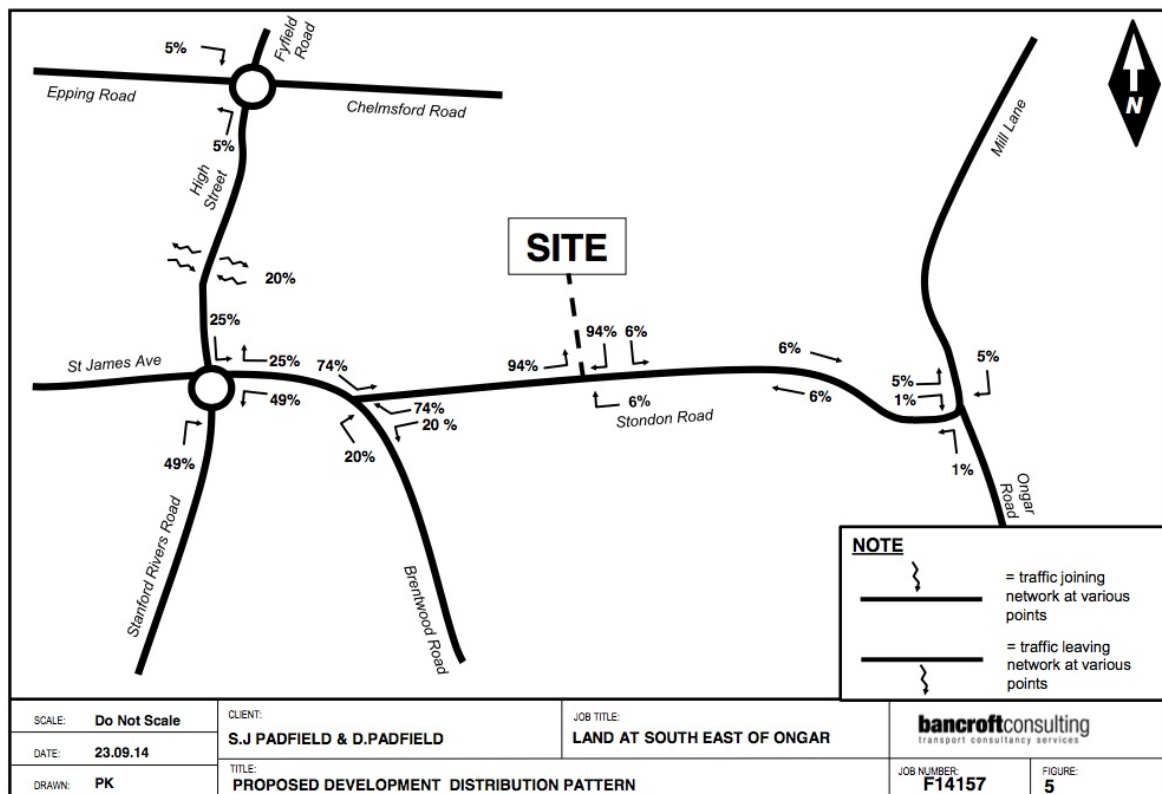 5%
Fyfield
Road
Epping Road
Chelmsford Road
5%
High
Street
Mill Lane
N
SITE
20%
25%
94% 6%
St James Ave
25%
74%
94%
6%
5%
49%
74%
6%
Stondon Road
6%
5%
1%
20 %
49%
20%
1%
Ongar
Road
Stanford Rivers Road
Brentwood Road
NOTE
= traffic joining
network at various
points
= traffic leaving
network at various
points
SCALE: Do Not Scale
DATE: 23.09.14
DRAWN: PK
CLIENT:
S.J PADFIELD & D.PADFIELD
JOB TITLE:
LAND AT SOUTH EAST OF ONGAR
TITLE:
PROPOSED DEVELOPMENT DISTRIBUTION PATTERN
bancroftconsulting
transport consultancy services
JOB NUMBER:
F14157
FIGURE:
5